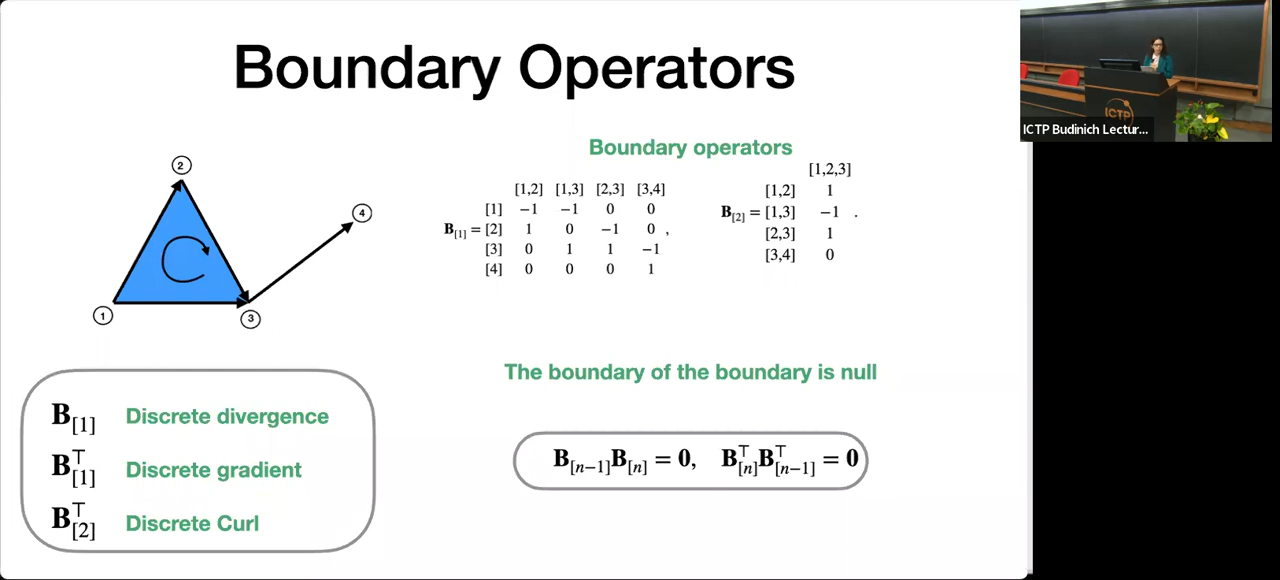 Boundary Operators
ICTP
ICTP Budinich Lectur...
2
4
1
3
Boundary operators
[1,2] [1,3] [2,3] [3,4]
[1] −1 −1 0 0
B[1] = [2] 1 0 −1 0 ,
[3] 0 1 1 −1
[4] 0 0 0 1
[1,2,3]
[1,2] 1
B[2] = [1,3] −1 .
[2,3] 1
[3,4] 0
B[1] Discrete divergence
B⊤[1] Discrete gradient
B⊤[2] Discrete Curl
The boundary of the boundary is null
B[n−1]B[n] = 0, B⊤[n]B⊤[n−1] = 0